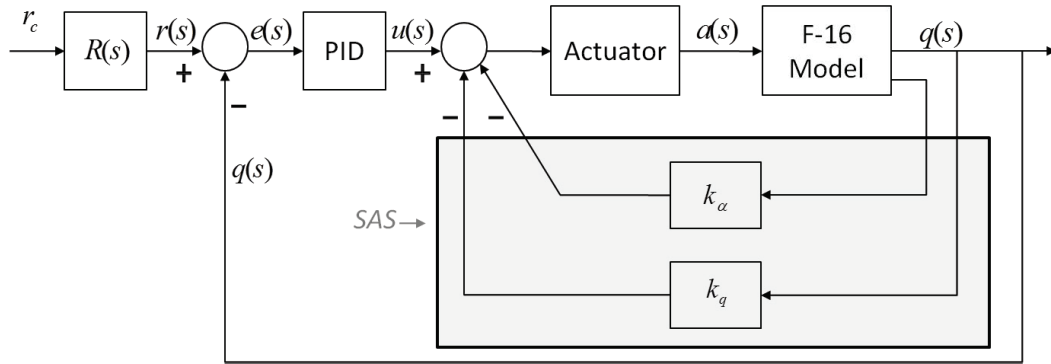 r_c
R(s)
r(s)
+
−
e(s)
PID
u(s)
+
−
−
Actuator
a(s)
F-16
Model
q(s)
q(s)
SAS
k_α
k_q